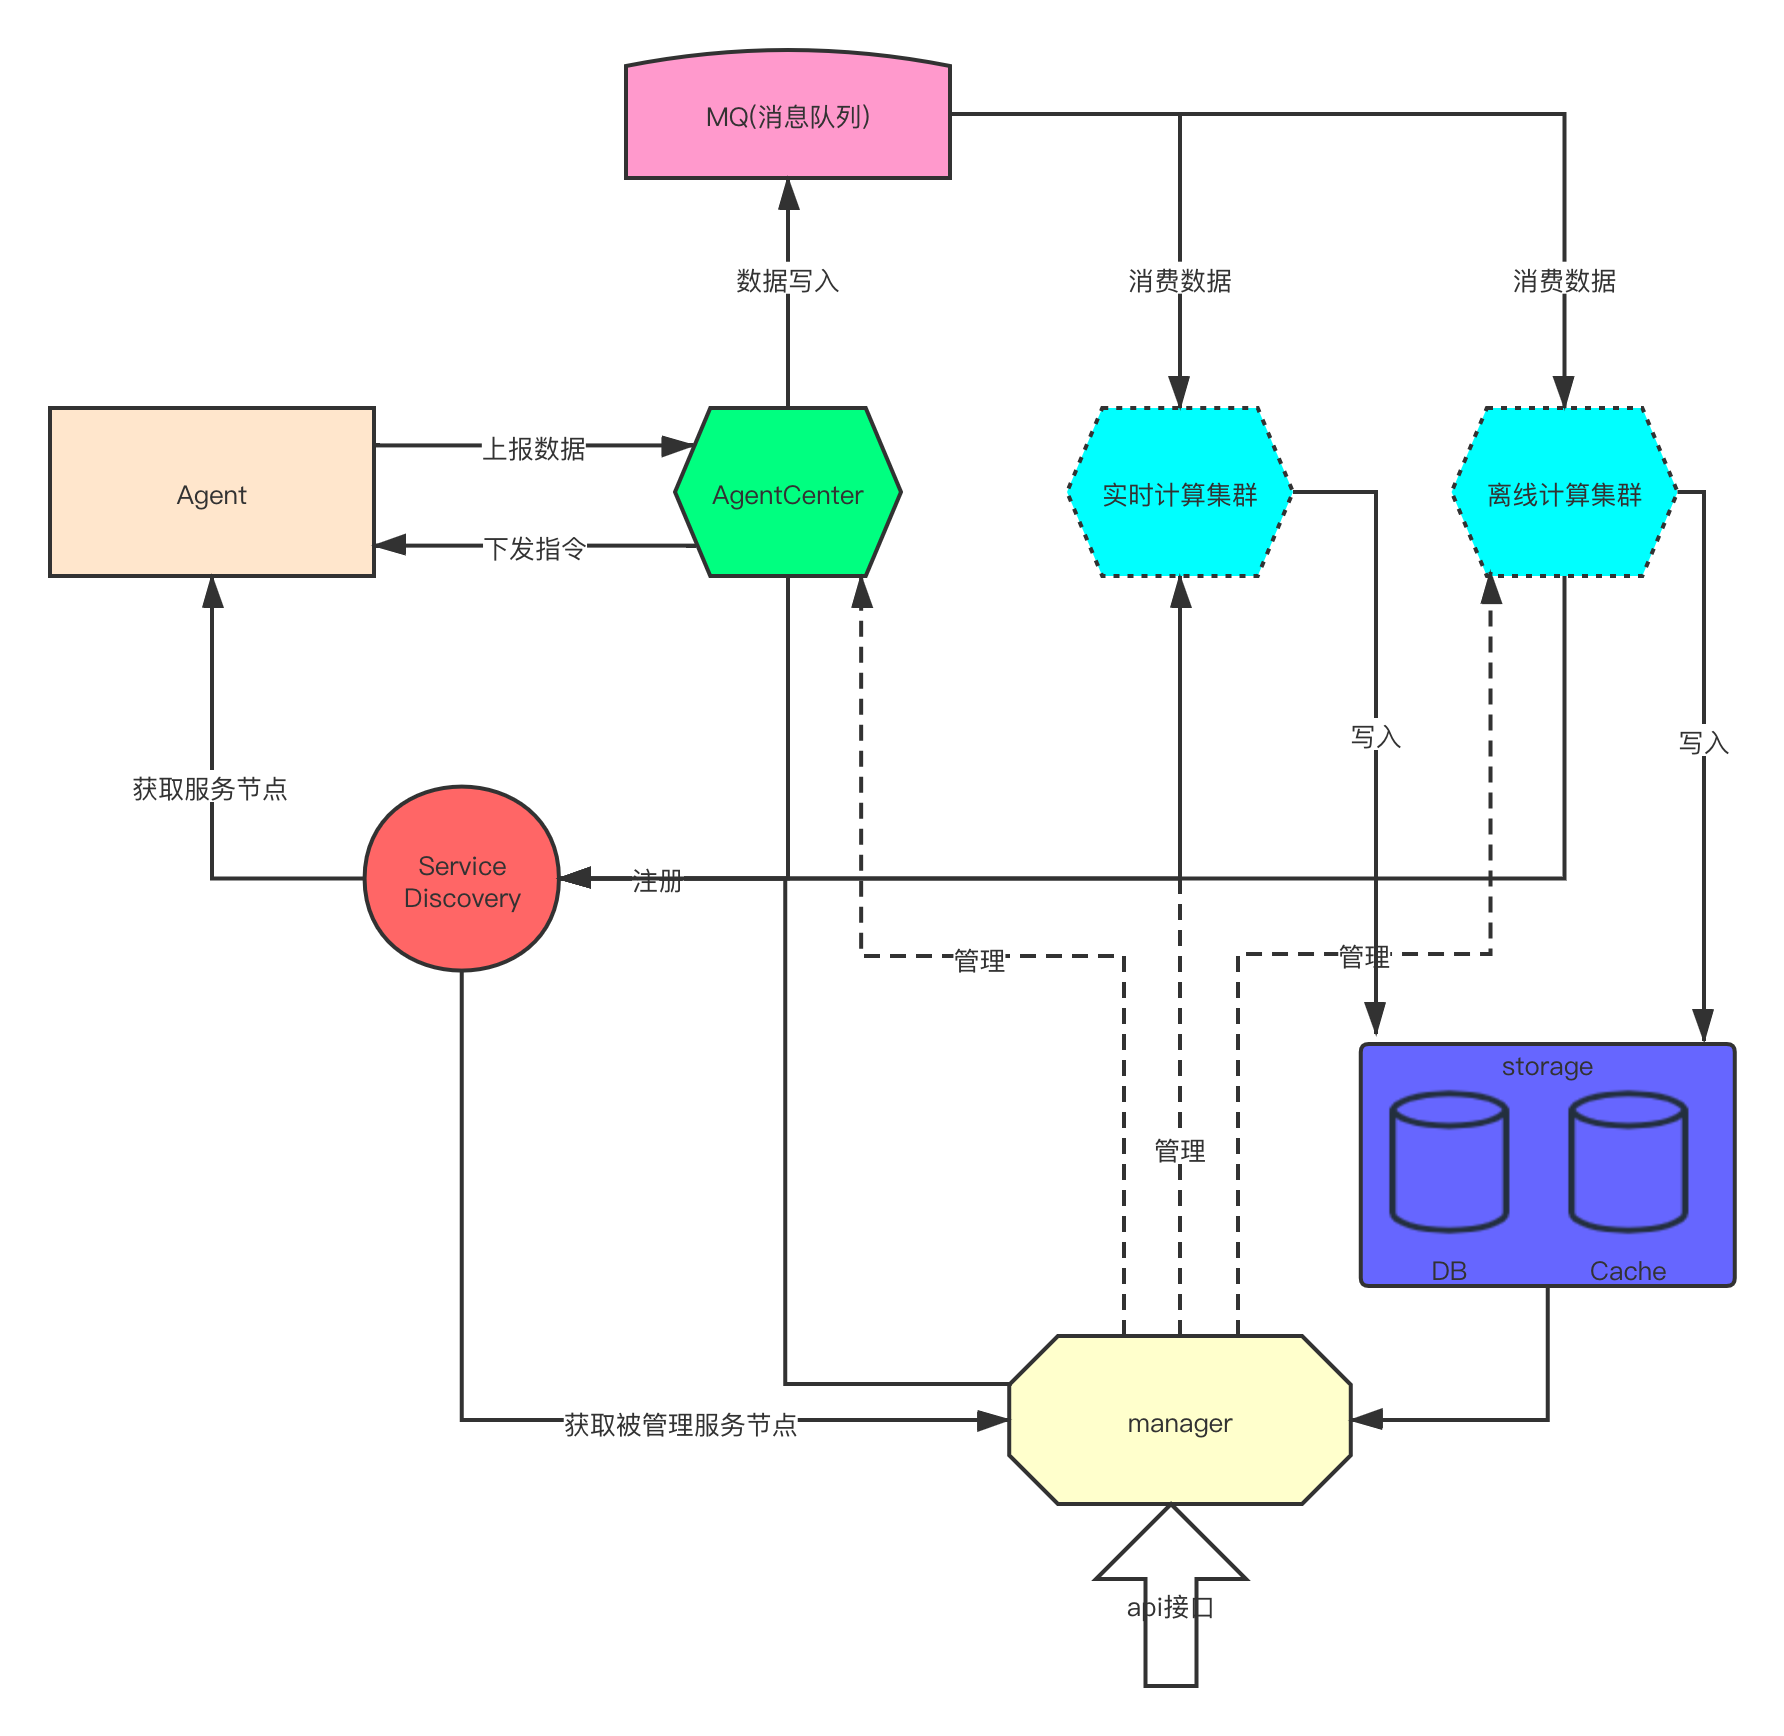 MQ(消息队列)
数据写入
消费数据
消费数据
上报数据
Agent
AgentCenter
实时计算集群
离线计算集群
下发指令
写入
写入
获取服务节点
Service
Discovery
注册
管理
管理
storage
管理
DB
Cache
获取被管理服务节点
manager
api接口